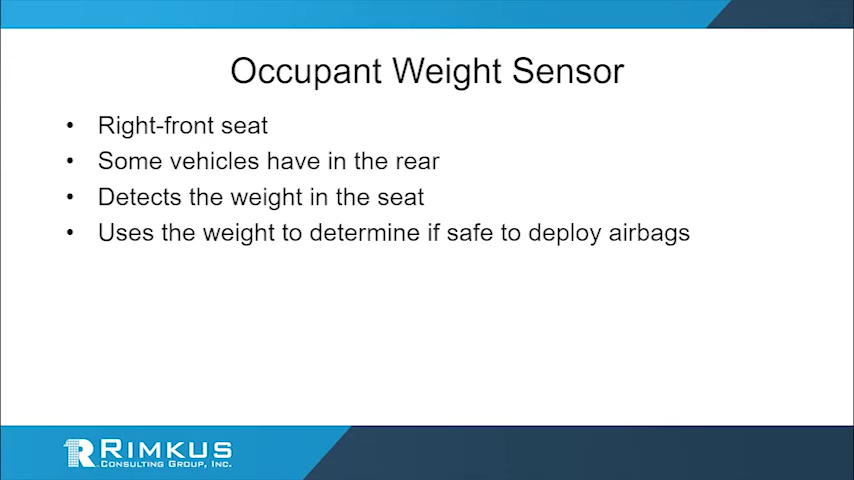 Occupant Weight Sensor
• Right-front seat
• Some vehicles have in the rear
• Detects the weight in the seat
• Uses the weight to determine if safe to deploy airbags
RIMKUS
CONSULTING GROUP, INC.